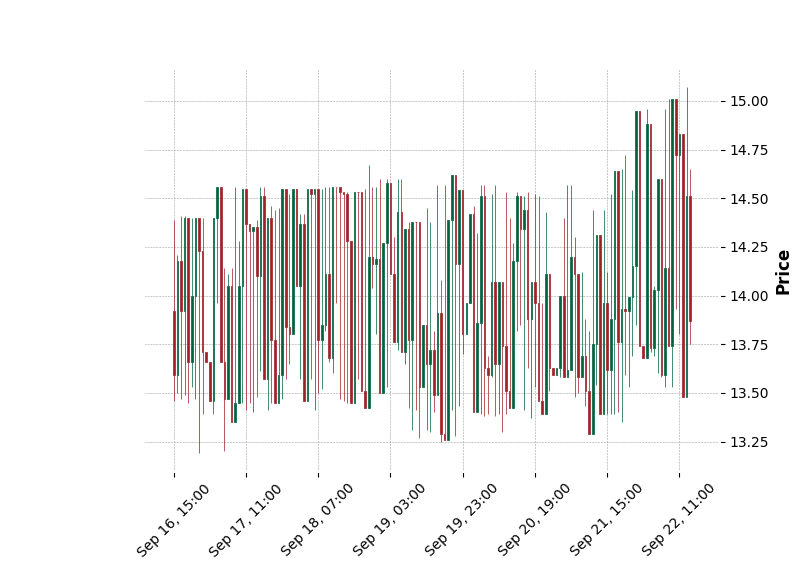 15.00
14.75
14.50
14.25
14.00
13.75
13.50
13.25
Price
Sep 16, 15:00
Sep 17, 11:00
Sep 18, 07:00
Sep 19, 03:00
Sep 19, 23:00
Sep 20, 19:00
Sep 21, 15:00
Sep 22, 11:00